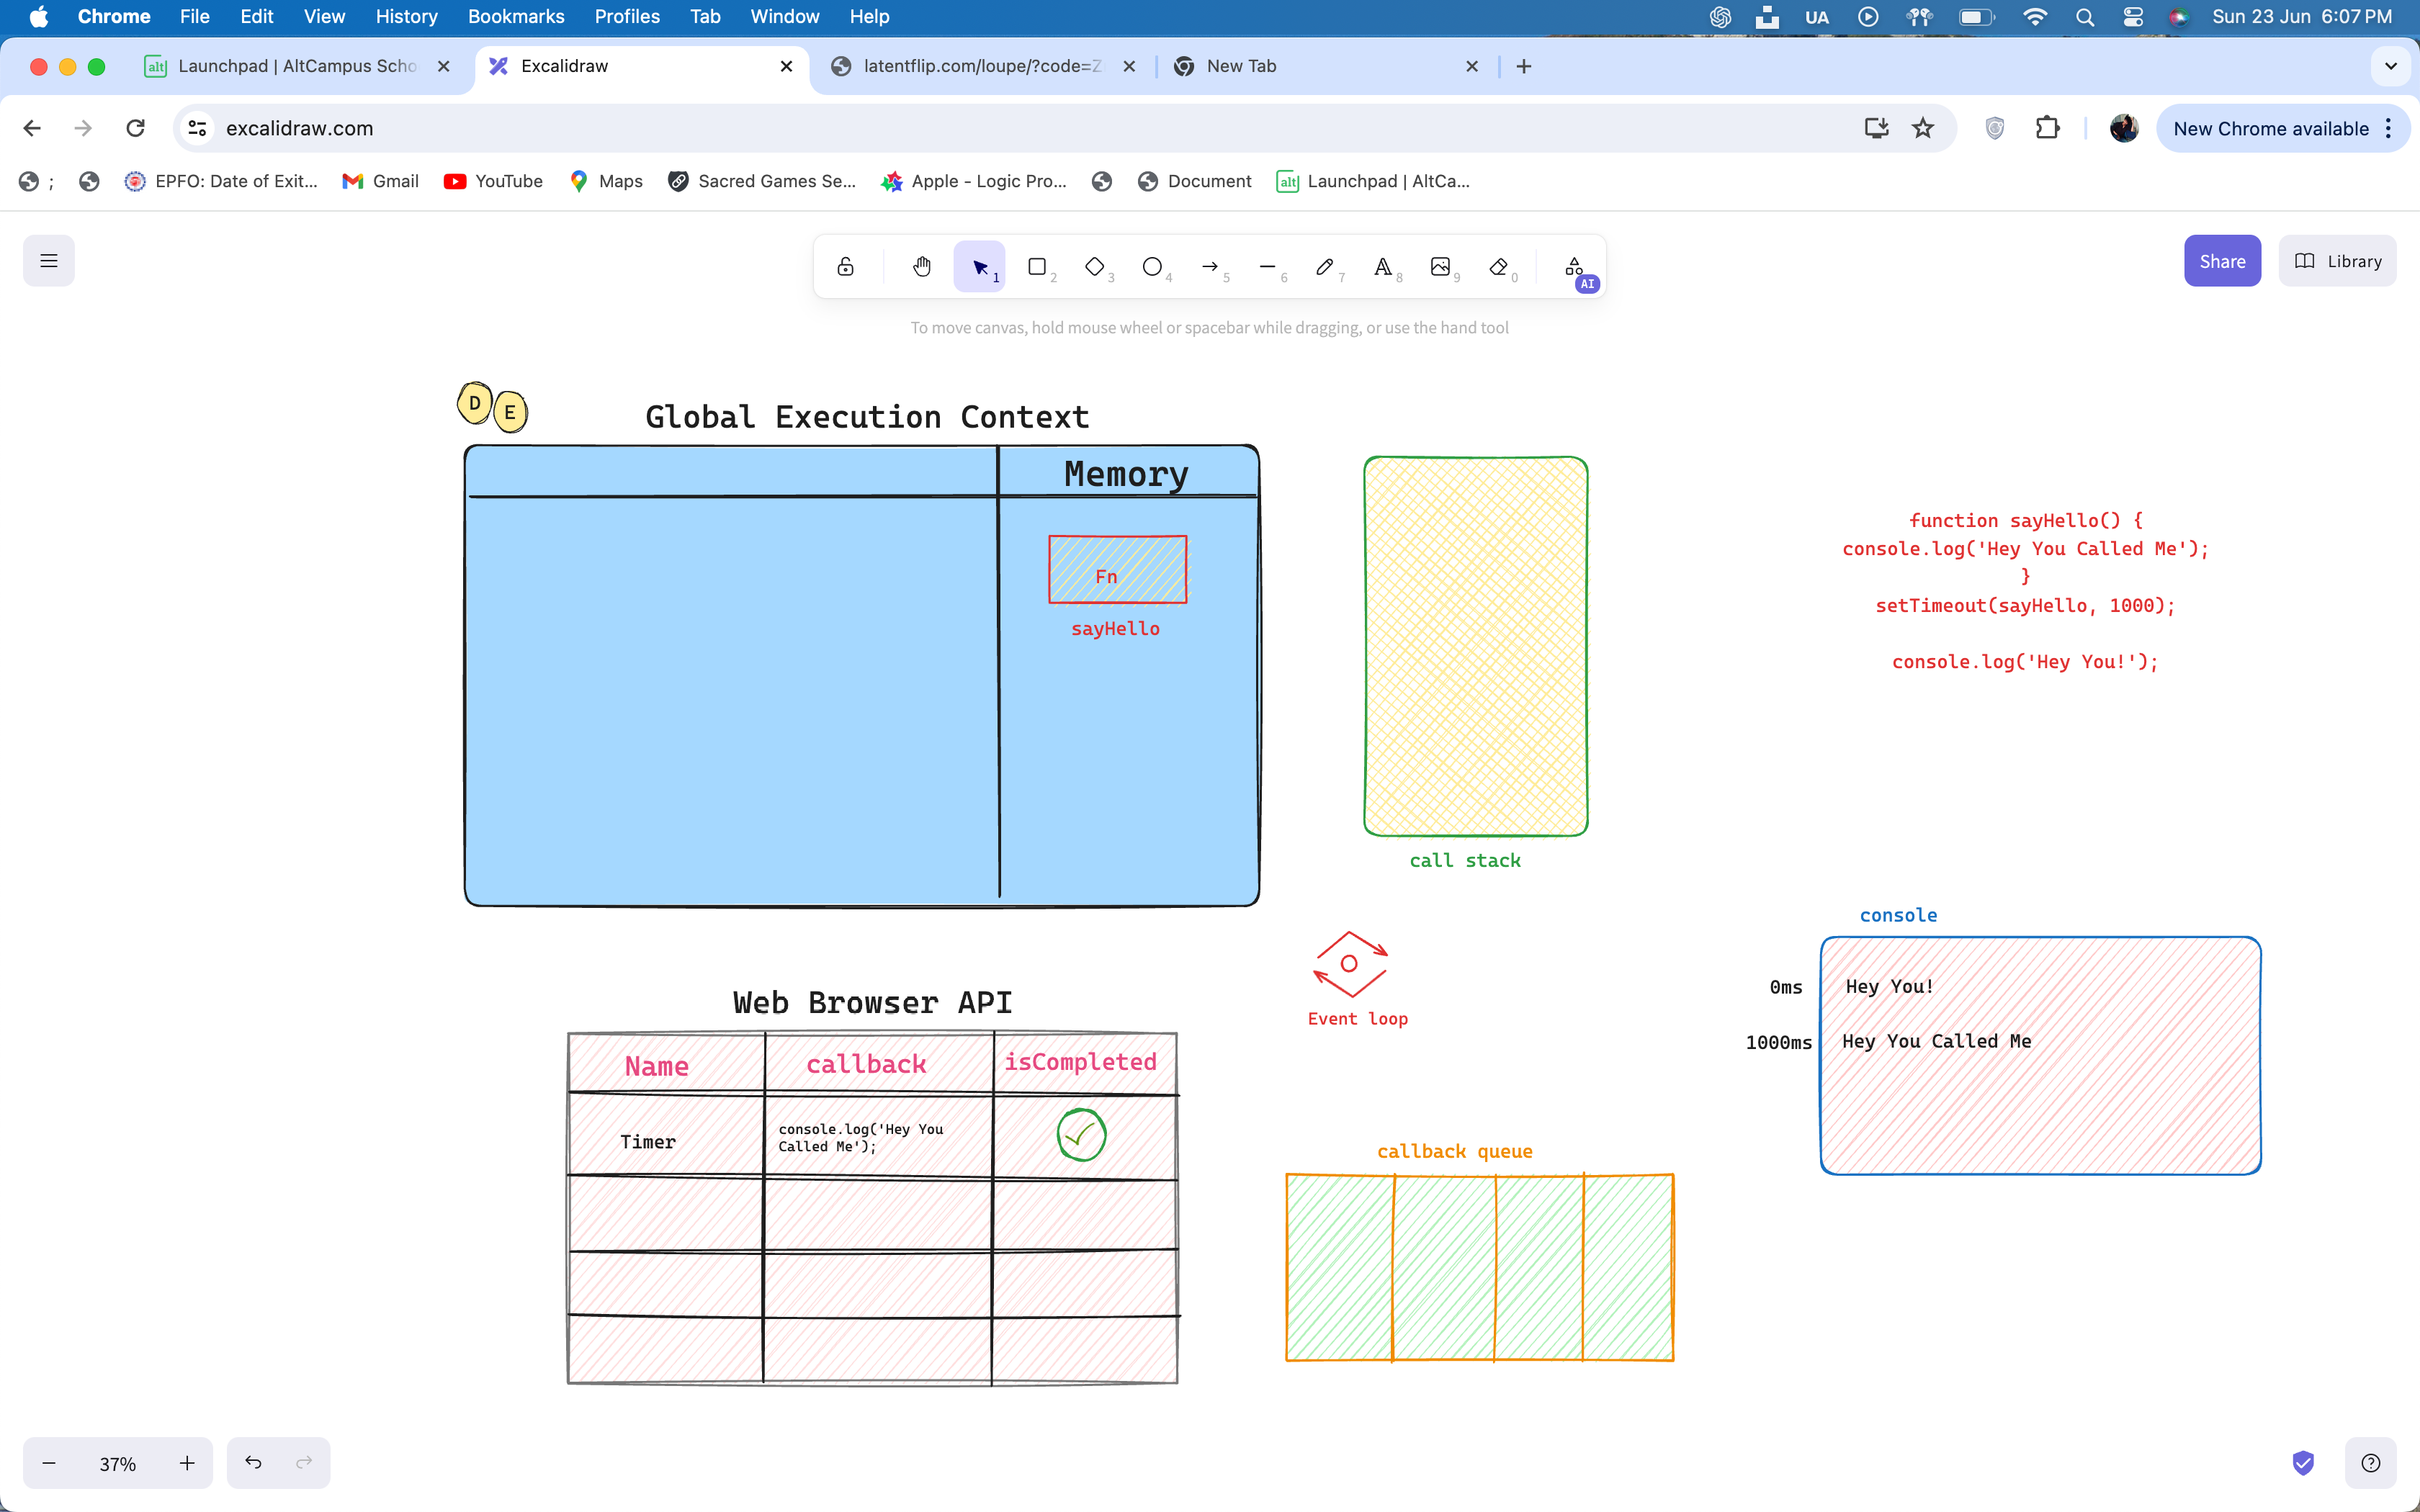 Chrome File Edit View History Bookmarks Profiles Tab Window Help UA Sun 23 Jun 6:07 PM
alt Launchpad | AltCampus Scho Excalidraw latentflip.com/loupe/?code=Z New Tab
excalidraw.com New Chrome available
; EPFO: Date of Exit... Gmail YouTube Maps Sacred Games Se... Apple - Logic Pro... Document alt Launchpad | AltCa...
1 2 3 4 5 6 7 A 8 9 0 AI
Share Library
To move canvas, hold mouse wheel or spacebar while dragging, or use the hand tool
D E
Global Execution Context
Memory
Fn
sayHello
call stack
function sayHello() {
console.log('Hey You Called Me');
}
setTimeout(sayHello, 1000);
console.log('Hey You!');
console
0ms Hey You!
1000ms Hey You Called Me
Event loop
Web Browser API
Name callback isCompleted
Timer
console.log('Hey You
Called Me');
callback queue
37%